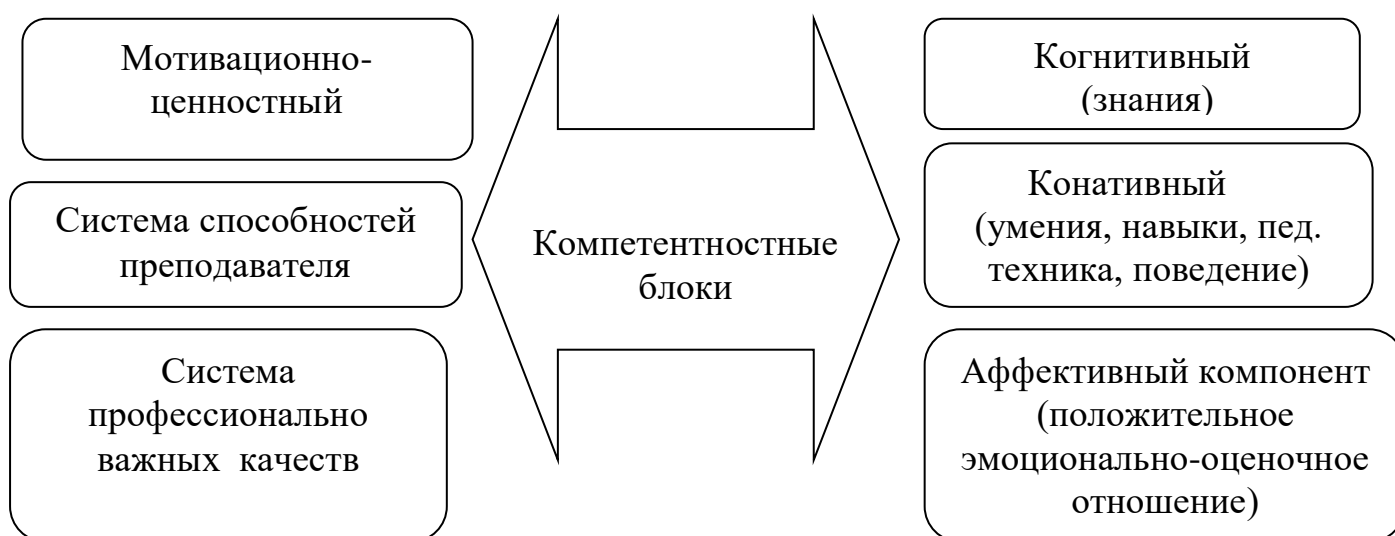 Мотивационно-
ценностный
Система способностей
преподавателя
Система
профессионально
важных качеств
Компетентностные
блоки
Когнитивный
(знания)
Конативный
(умения, навыки, пед.
техника, поведение)
Аффективный компонент
(положительное
эмоционально-оценочное
отношение)